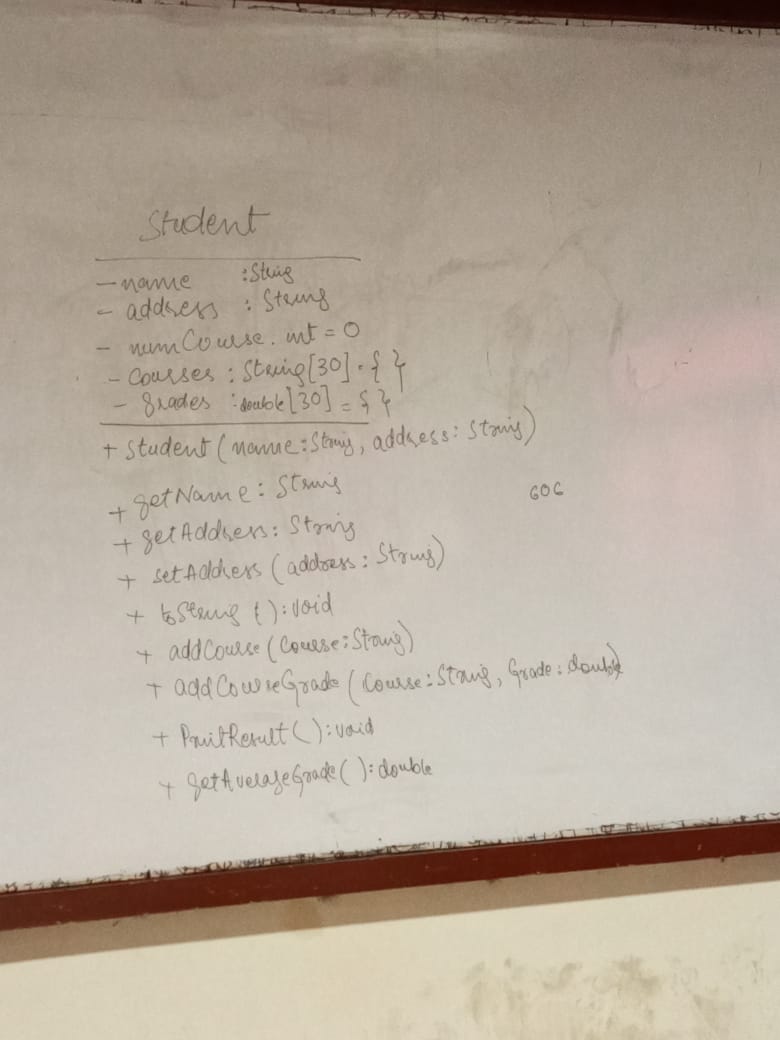 Student
- name : String
- address : String
- numCourse . int = 0
- Courses : String[30] = { }
- grades : double[30] = { }
+ Student (name : String, address : String)
+ getName : String
+ getAddress : String
+ setAddress (address : String)
+ toString () : void
+ addCourse (Course : String)
+ addCourseGrade (Course : String, Grade : double)
+ PrintResult () : void
+ getAverageGrade () : double